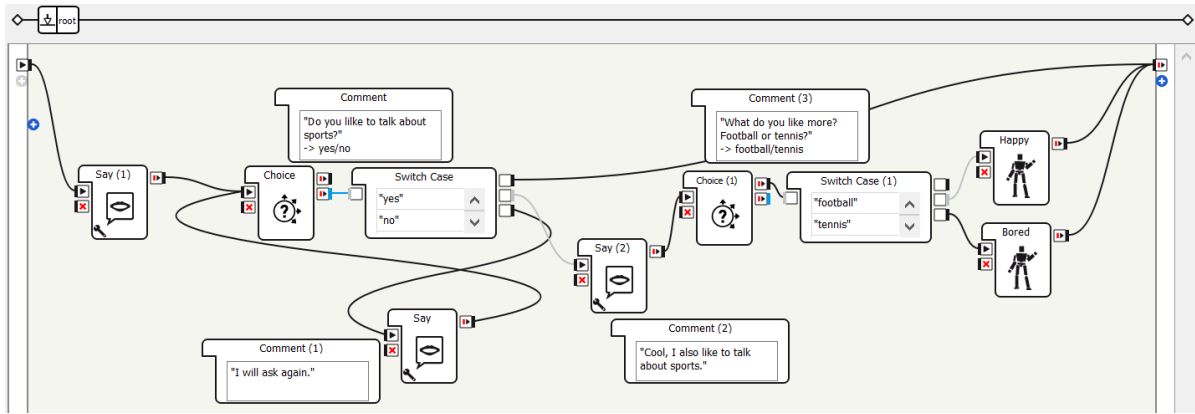 root
Comment
"Do you lilke to talk about
sports?"
-> yes/no
Comment (3)
"What do you like more?
Football or tennis?"
-> football/tennis
Happy
Say (1)
Choice
Switch Case
"yes"
"no"
Choice (1)
Switch Case (1)
"football"
"tennis"
Bored
Say (2)
Say
Comment (1)
"I will ask again."
Comment (2)
"Cool, I also like to talk
about sports."